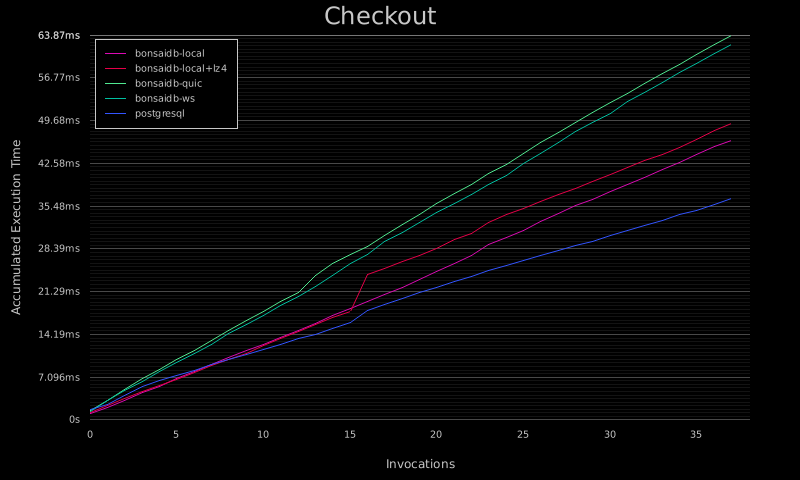 Checkout
63.87ms
56.77ms
49.68ms
42.58ms
35.48ms
28.39ms
21.29ms
14.19ms
7.096ms
0s
Accumulated Execution Time
bonsaidb-local
bonsaidb-local+lz4
bonsaidb-quic
bonsaidb-ws
postgresql
0 5 10 15 20 25 30 35
Invocations